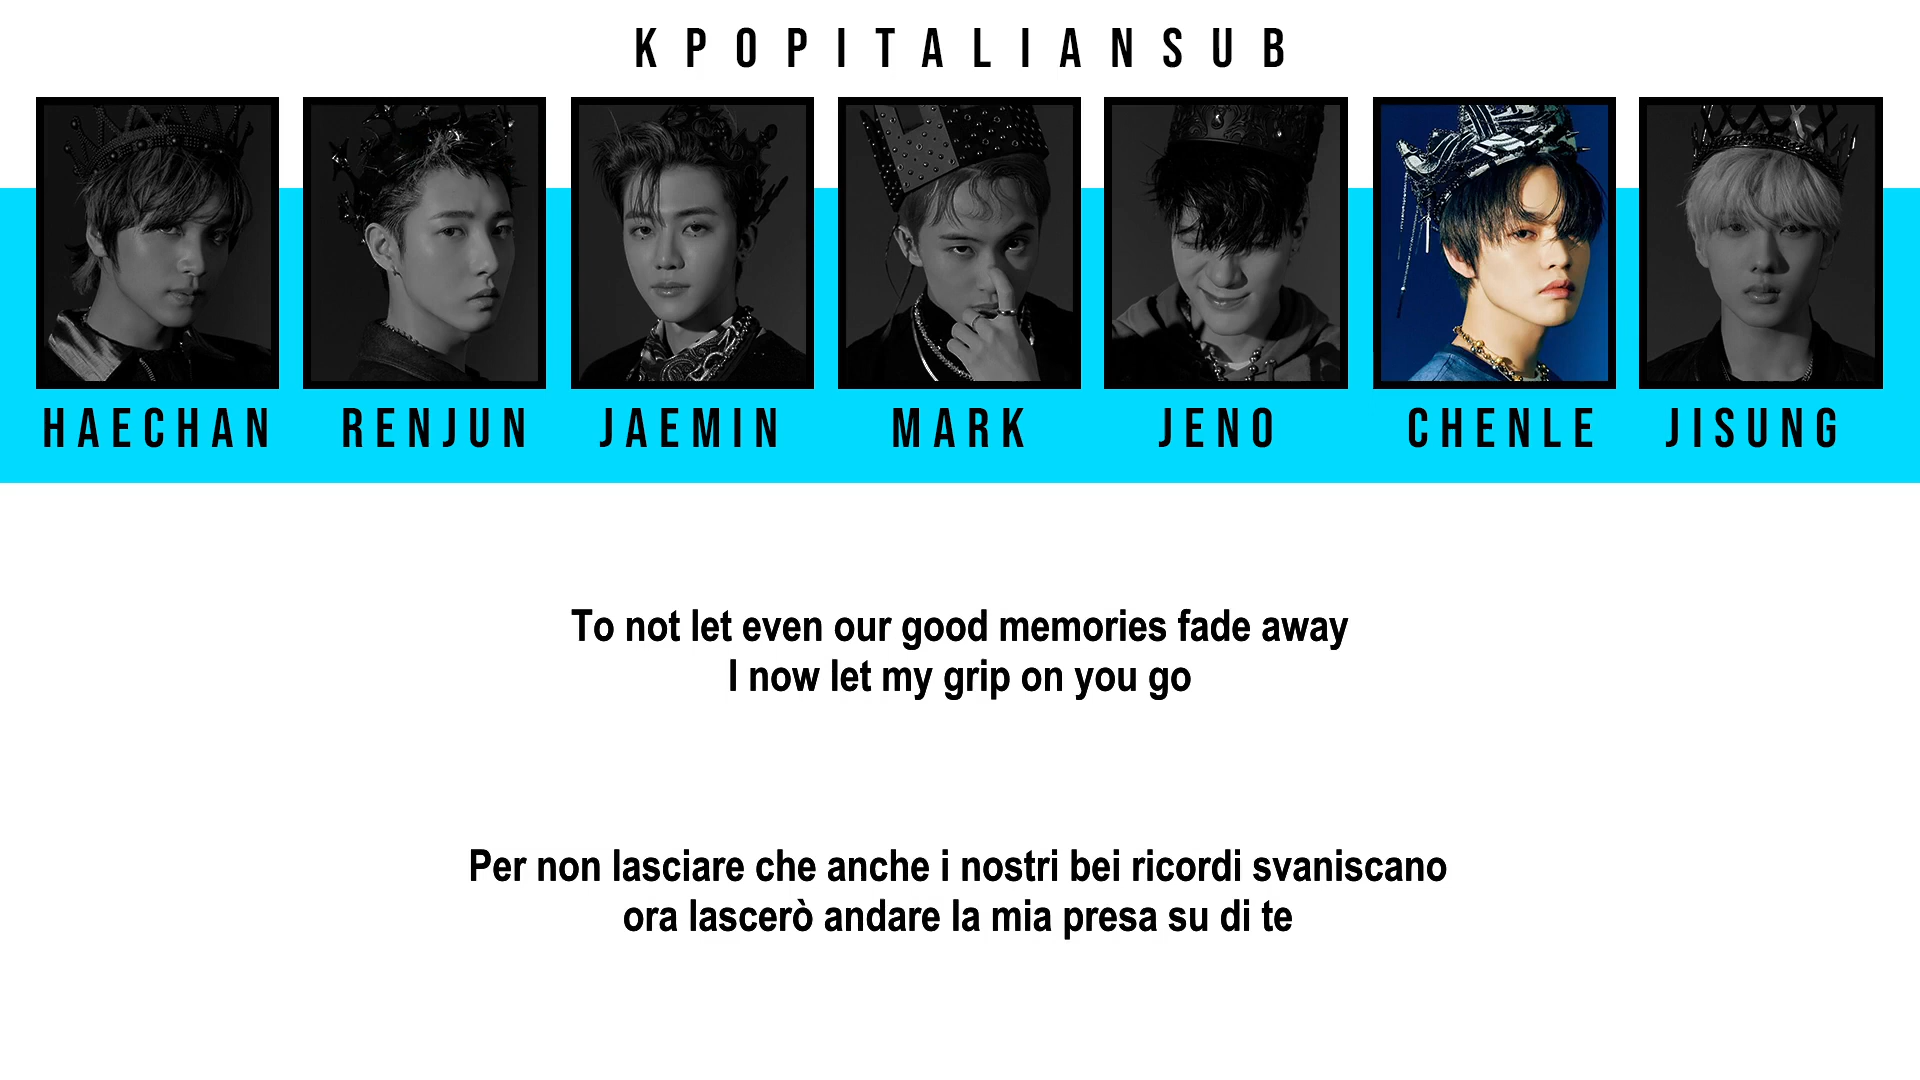 KPOPITALIANSUB
HAECHAN RENJUN JAEMIN MARK JENO CHENLE JISUNG
To not let even our good memories fade away
I now let my grip on you go
Per non lasciare che anche i nostri bei ricordi svaniscano
ora lascerò andare la mia presa su di te